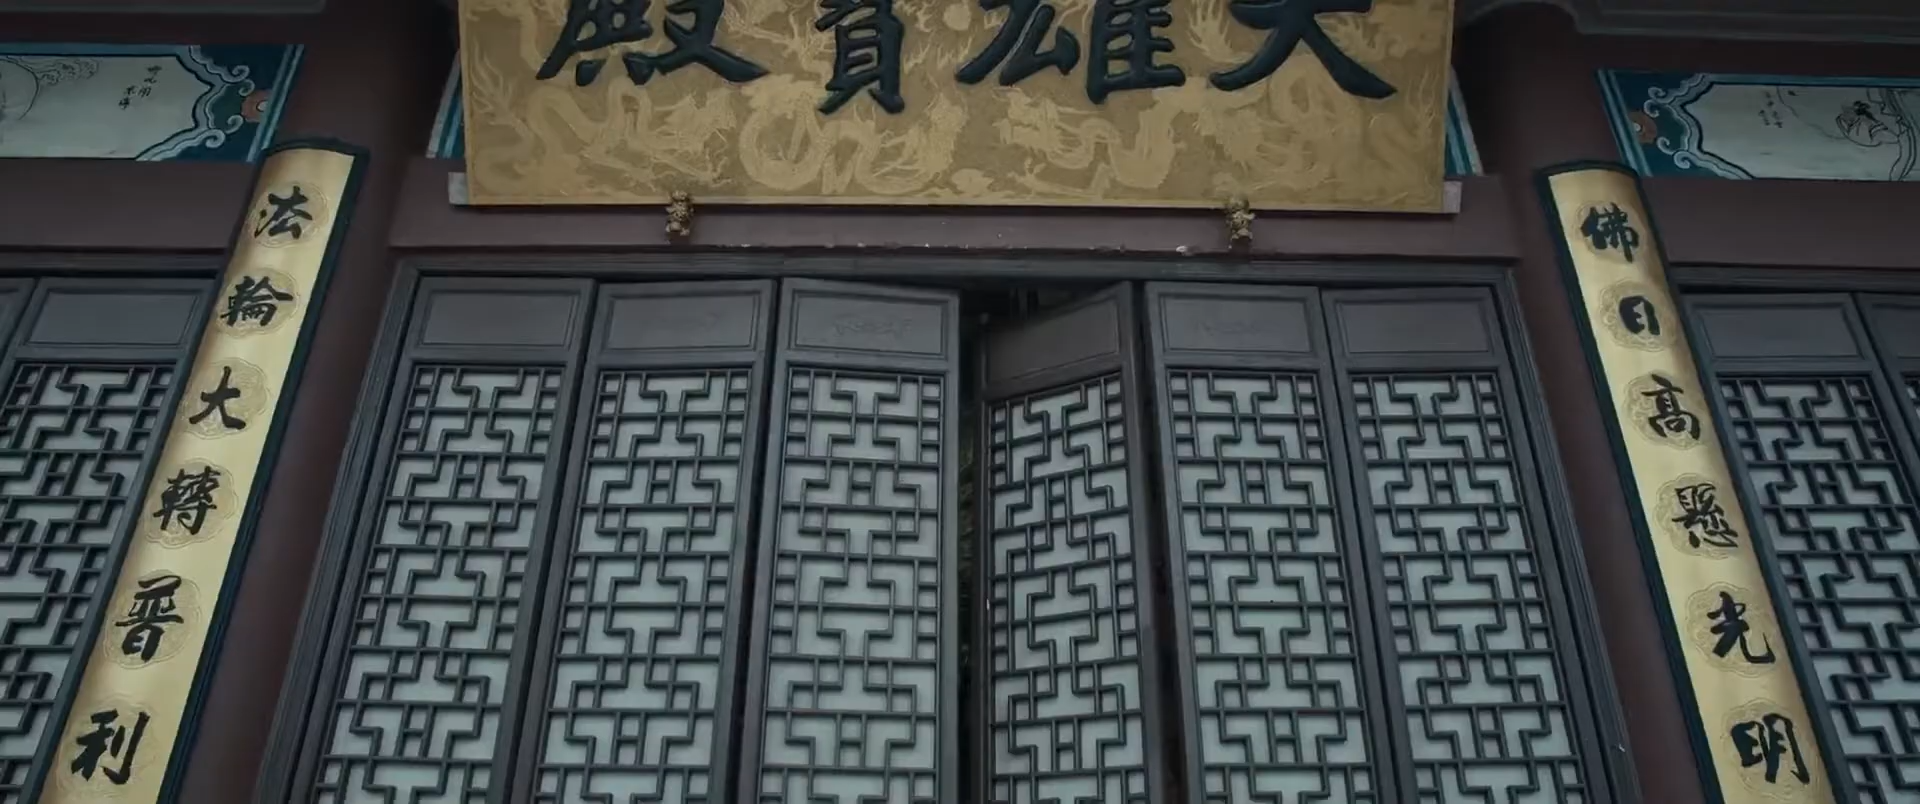 大雄寶殿
佛日高懸光明
法輪大轉普利